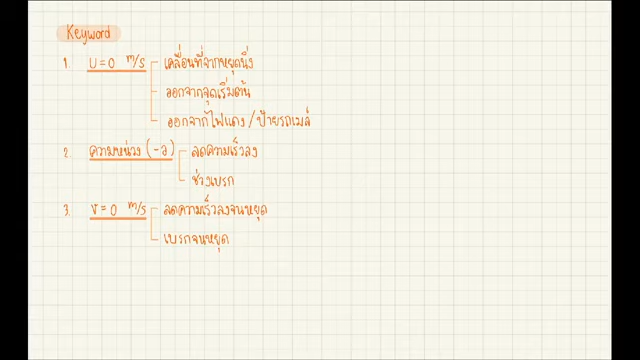 Keyword
1. u = 0 m/s เคลื่อนที่จากหยุดนิ่ง
ออกจากจุดเริ่มต้น
ออกจากไฟแดง / ป้ายรถเมล์
2. ความหน่วง (-a) ลดความเร็วลง
ช่วงเบรก
3. v = 0 m/s ลดความเร็วลงจนหยุด
เบรกจนหยุด